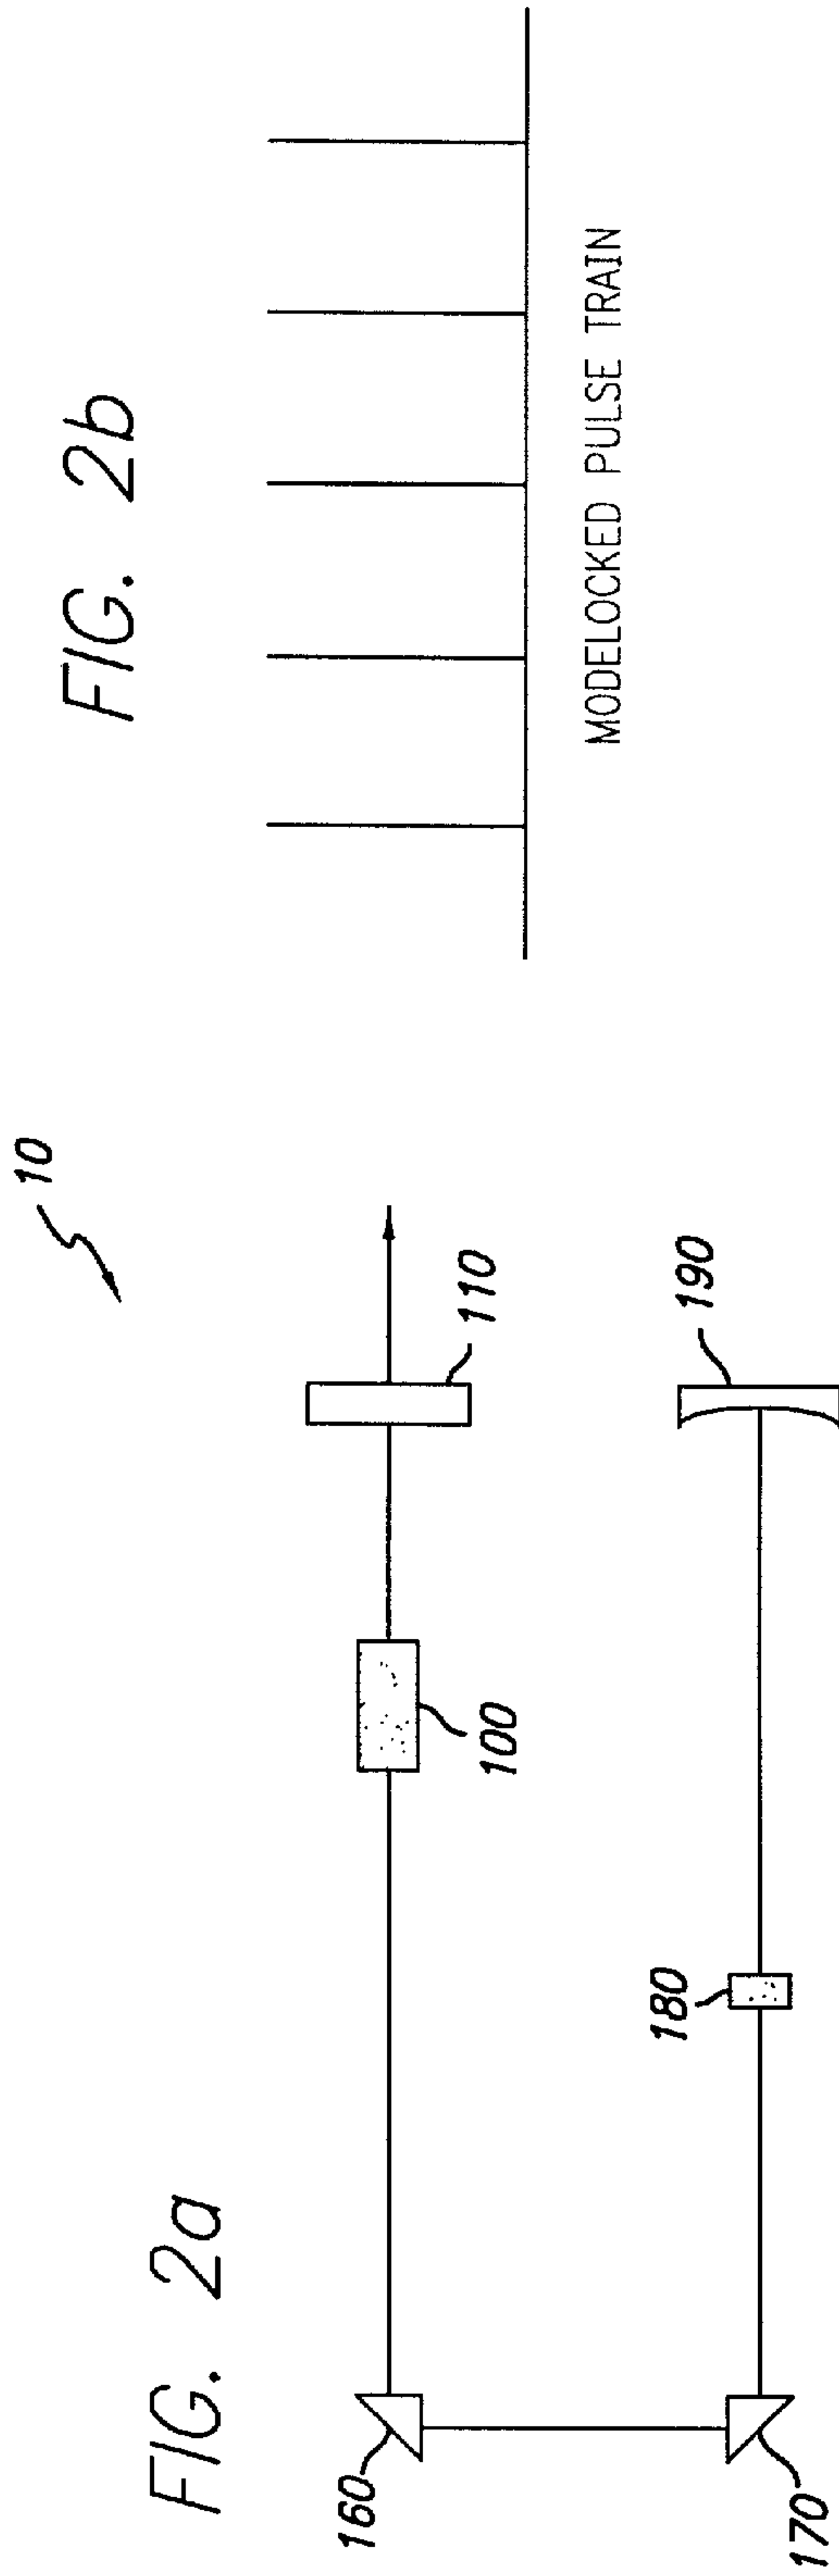 FIG. 2a
10
160
100
110
170
180
190
FIG. 2b
MODELOCKED PULSE TRAIN